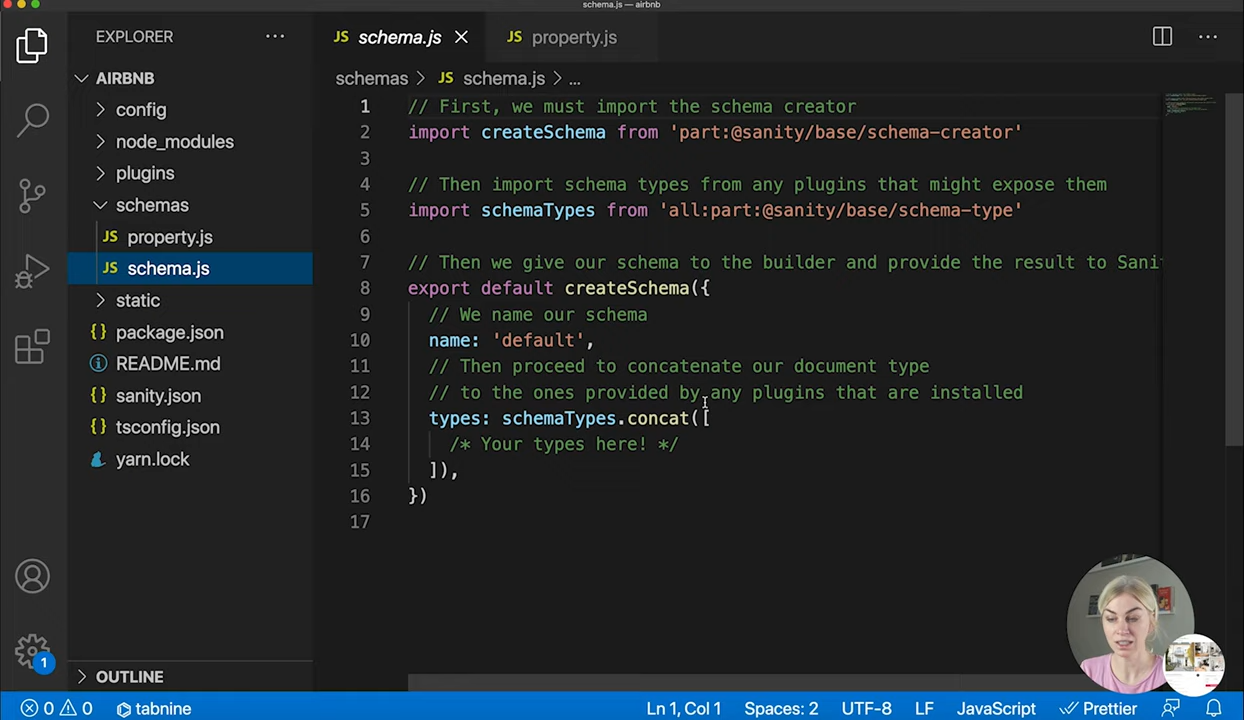 schema.js — airbnb
EXPLORER
JS schema.js
JS property.js
AIRBNB
schemas > JS schema.js > ...
config
node_modules
plugins
schemas
JS property.js
JS schema.js
static
{} package.json
README.md
{} sanity.json
{} tsconfig.json
yarn.lock
OUTLINE
1 // First, we must import the schema creator
2 import createSchema from 'part:@sanity/base/schema-creator'
3
4 // Then import schema types from any plugins that might expose them
5 import schemaTypes from 'all:part:@sanity/base/schema-type'
6
7 // Then we give our schema to the builder and provide the result to Sani
8 export default createSchema({
9 // We name our schema
10 name: 'default',
11 // Then proceed to concatenate our document type
12 // to the ones provided by any plugins that are installed
13 types: schemaTypes.concat([
14 /* Your types here! */
15 ]),
16 })
17
1
0 0 tabnine Ln 1, Col 1 Spaces: 2 UTF-8 LF JavaScript Prettier